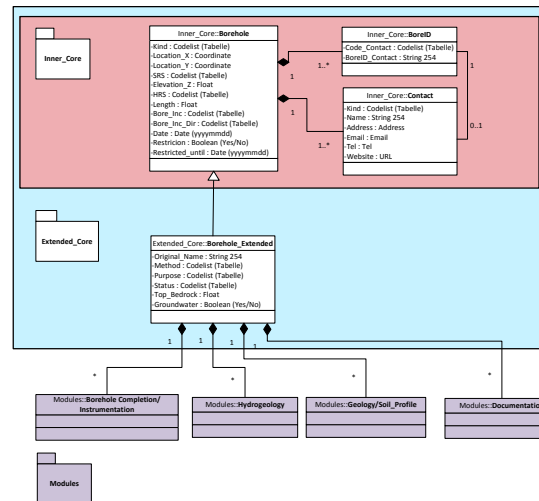 Inner_Core::Borehole
-Kind : Codelist (Tabelle)
-Location_X : Coordinate
-Location_Y : Coordinate
-SRS : Codelist (Tabelle)
-Elevation_Z : Float
-HRS : Codelist (Tabelle)
-Length : Float
-Bore_Inc : Codelist (Tabelle)
-Bore_Inc_Dir : Codelist (Tabelle)
-Date : Date (yyyymmdd)
-Restricion : Boolean (Yes/No)
-Restricted_until : Date (yyyymmdd)
Inner_Core
Inner_Core::BoreID
-Code_Contact : Codelist (Tabelle)
-BoreID_Contact : String 254
1
1..*
1
0..1
Inner_Core::Contact
-Kind : Codelist (Tabelle)
-Name : String 254
-Address : Address
-Email : Email
-Tel : Tel
-Website : URL
1
1..*
Extended_Core
Extended_Core::Borehole_Extended
-Original_Name : String 254
-Method : Codelist (Tabelle)
-Purpose : Codelist (Tabelle)
-Status : Codelist (Tabelle)
-Top_Bedrock : Float
-Groundwater : Boolean (Yes/No)
1
1
1
1
*
*
*
*
Modules::Borehole Completion/
Instrumentation
Modules::Hydrogeology
Modules::Geology/Soil_Profile
Modules::Documentatio
Modules